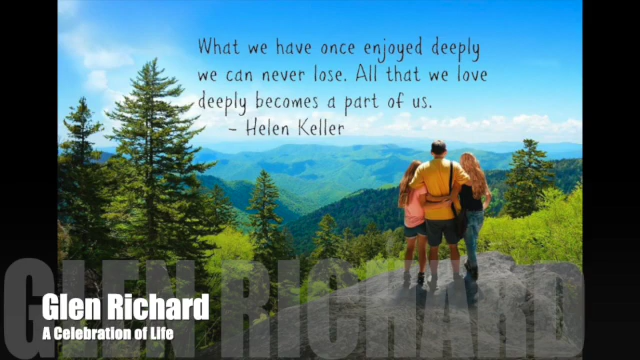 What we have once enjoyed deeply
we can never lose. All that we love
deeply becomes a part of us.
- Helen Keller
GLEN RICHARD
Glen Richard
A Celebration of Life